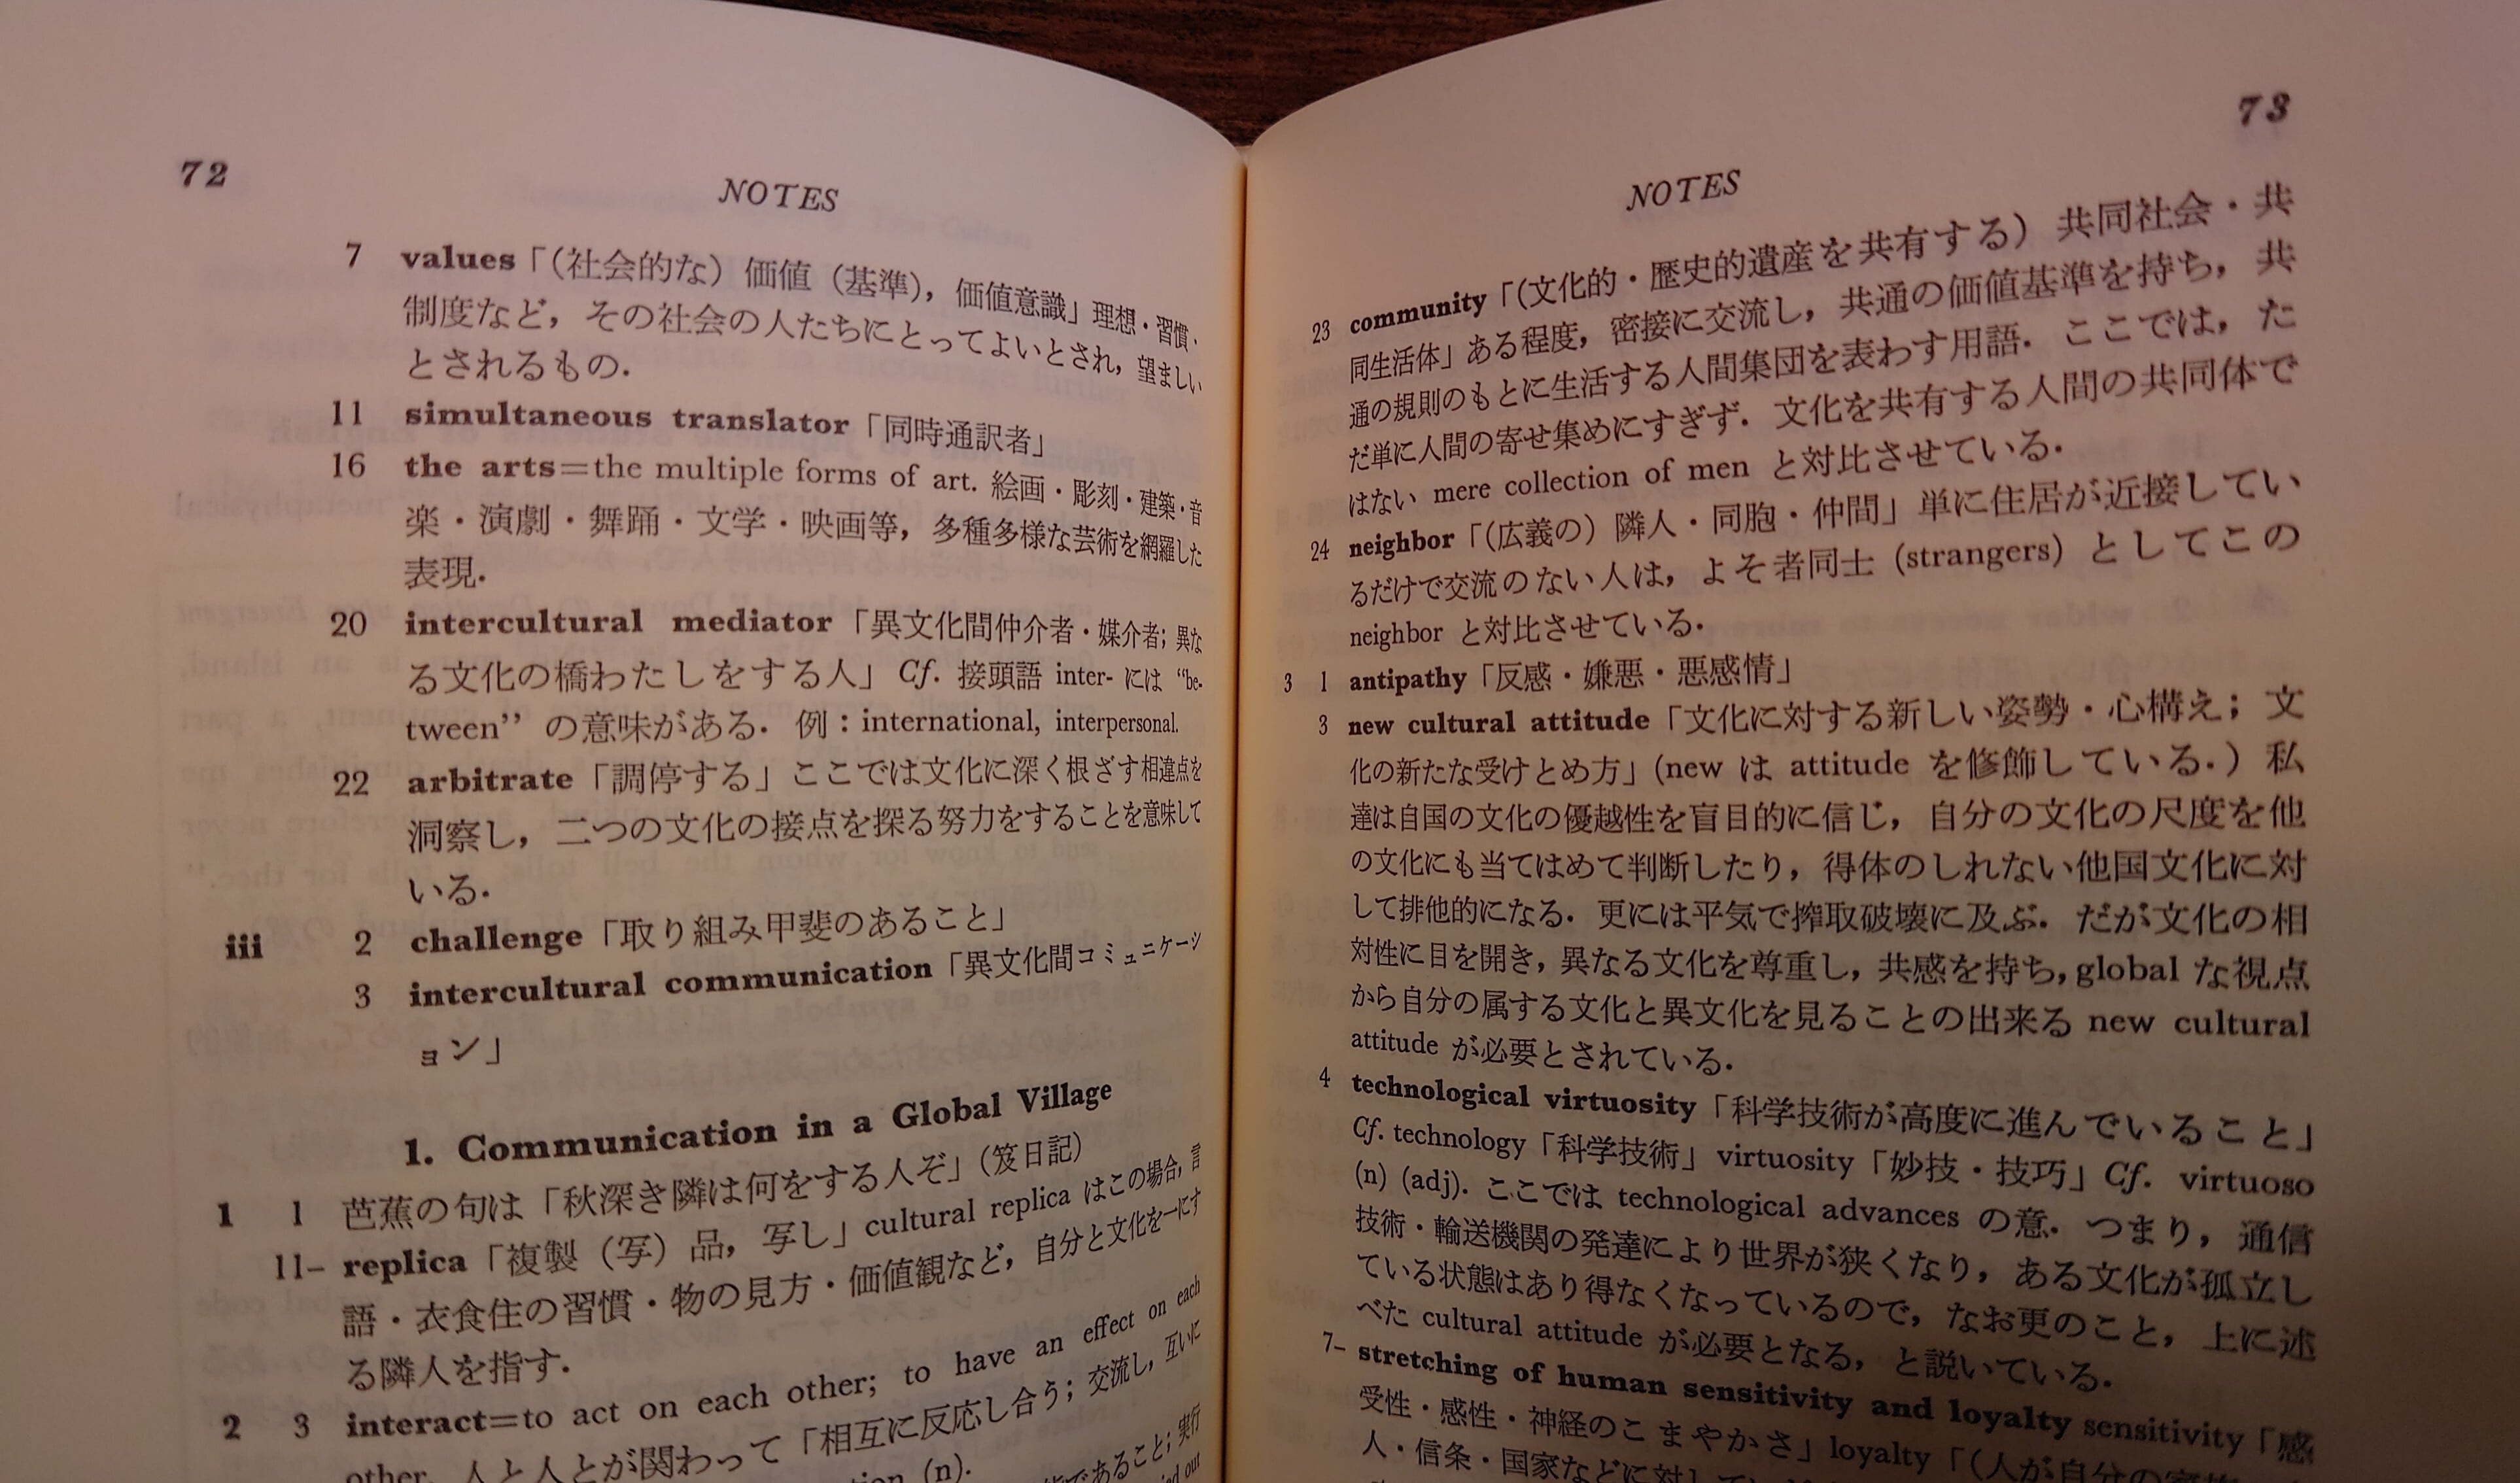 72
NOTES
7 values「(社会的な）価値（基準），価値意識」理想・習慣・
制度など，その社会の人たちにとってよいとされ，望ましい
とされるもの．
11 simultaneous translator「同時通訳者」
16 the arts=the multiple forms of art. 絵画・彫刻・建築・音
楽・演劇・舞踊・文学・映画等，多種多様な芸術を網羅した
表現．
20 intercultural mediator「異文化間仲介者・媒介者；異な
る文化の橋わたしをする人」Cf. 接頭語 inter- には “be-
tween” の意味がある．例：international, interpersonal.
22 arbitrate「調停する」ここでは文化に深く根ざす相違点を
洞察し，二つの文化の接点を探る努力をすることを意味して
いる．
iii 2 challenge「取り組み甲斐のあること」
3 intercultural communication「異文化間コミュニケーシ
ョン」
1. Communication in a Global Village
1 1 芭蕉の句は「秋深き隣は何をする人ぞ」（笈日記）
11– replica「複製（写）品，写し」cultural replica はこの場合，言
語・衣食住の習慣・物の見方・価値観など，自分と文化を一にす
る隣人を指す．
2 3 interact=to act on each other; to have an effect on each
other. 人と人とが関わって「相互に反応し合う；交流し，互いに
(n).
であること；実行
out
73
NOTES
23 community「（文化的・歴史的遺産を共有する）共同社会・共
同生活体」ある程度，密接に交流し，共通の価値基準を持ち，共
通の規則のもとに生活する人間集団を表わす用語．ここでは，た
だ単に人間の寄せ集めにすぎず．文化を共有する人間の共同体で
はない mere collection of men と対比させている．
24 neighbor「（広義の）隣人・同胞・仲間」単に住居が近接してい
るだけで交流のない人は，よそ者同士 (strangers) としてこの
neighbor と対比させている．
3 1 antipathy「反感・嫌悪・悪感情」
3 new cultural attitude「文化に対する新しい姿勢・心構え；文
化の新たな受けとめ方」(new は attitude を修飾している．）私
達は自国の文化の優越性を盲目的に信じ，自分の文化の尺度を他
の文化にも当てはめて判断したり，得体のしれない他国文化に対
して排他的になる．更には平気で搾取破壊に及ぶ．だが文化の相
対性に目を開き，異なる文化を尊重し，共感を持ち，global な視点
から自分の属する文化と異文化を見ることの出来る new cultural
attitude が必要とされている．
4 technological virtuosity「科学技術が高度に進んでいること」
Cf. technology「科学技術」virtuosity「妙技・技巧」Cf. virtuoso
(n) (adj). ここでは technological advances の意．つまり，通信
技術・輸送機関の発達により世界が狭くなり，ある文化が孤立し
ている状態はあり得なくなっているので，なお更のこと，上に述
べた cultural attitude が必要となる，と説いている．
7– stretching of human sensitivity and loyalty sensitivity「感
受性・感性・神経のこまやかさ」loyalty「（人が自分の
人・信条・国家などに対して